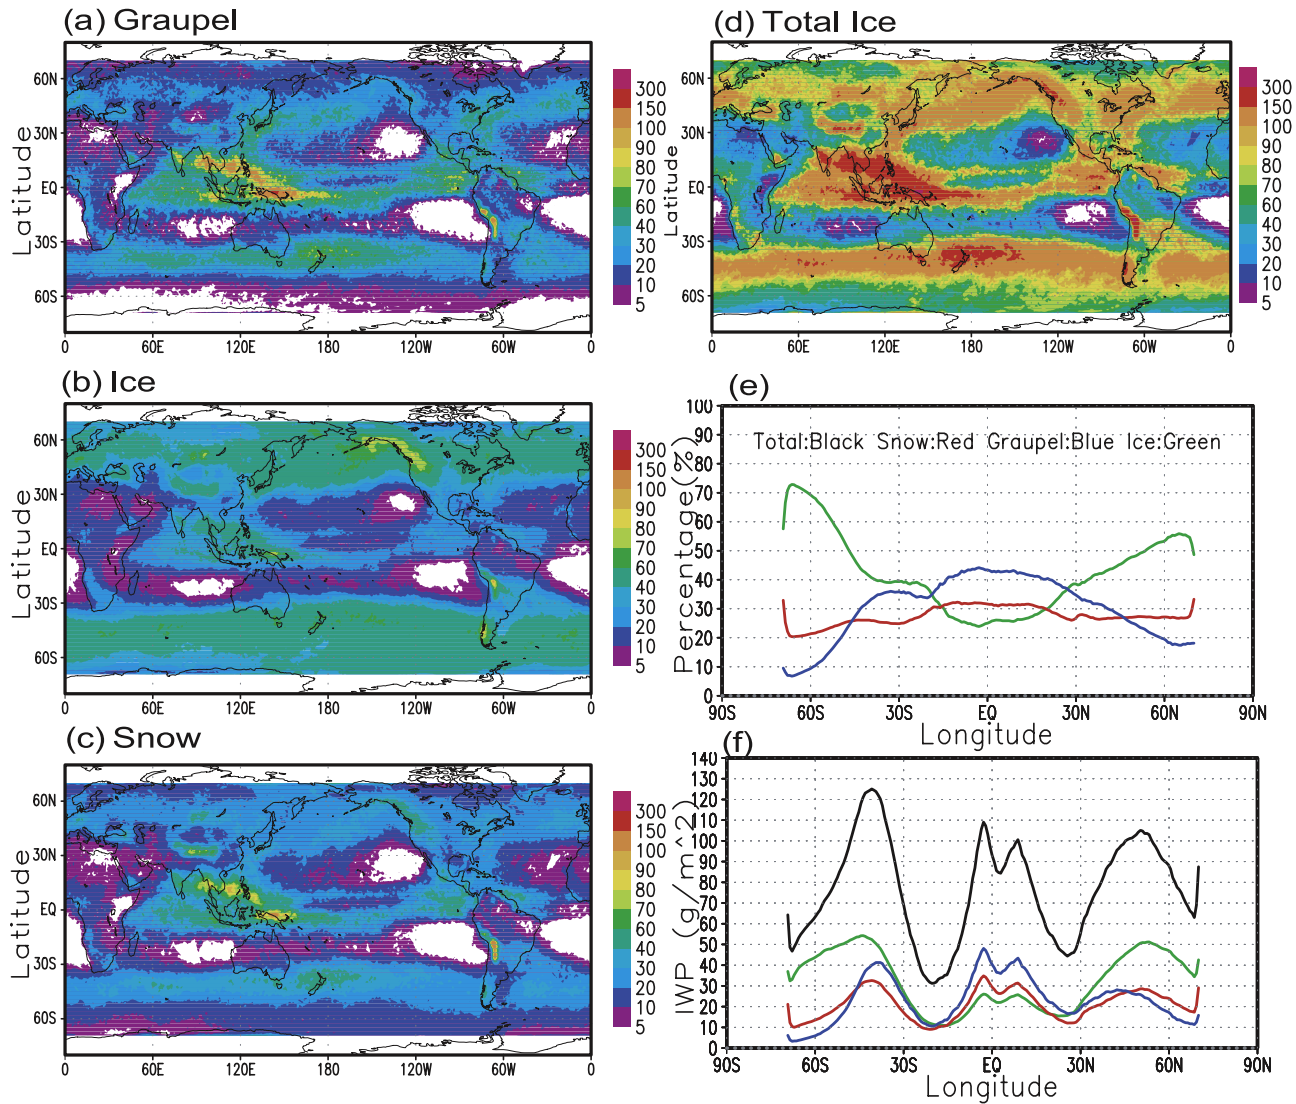 (a) Graupel
Latitude
60N
30N
EQ
30S
60S
0 60E 120E 180 120W 60W 0
300
150
100
90
80
70
60
40
30
20
10
5
(d) Total Ice
Latitude
60N
30N
EQ
30S
60S
0 60E 120E 180 120W 60W 0
300
150
100
90
80
70
60
40
30
20
10
5
(b) Ice
Latitude
60N
30N
EQ
30S
60S
0 60E 120E 180 120W 60W 0
300
150
100
90
80
70
60
40
30
20
10
5
(e)
Percentage(%)
100
90
80
70
60
50
40
30
20
10
0
Total:Black Snow:Red Graupel:Blue Ice:Green
90S 60S 30S EQ 30N 60N 90N
Longitude
(c) Snow
Latitude
60N
30N
EQ
30S
60S
0 60E 120E 180 120W 60W 0
300
150
100
90
80
70
60
40
30
20
10
5
(f)
IWP (g/m^2)
140
130
120
110
100
90
80
70
60
50
40
30
20
10
0
90S 60S 30S EQ 30N 60N 90N
Longitude